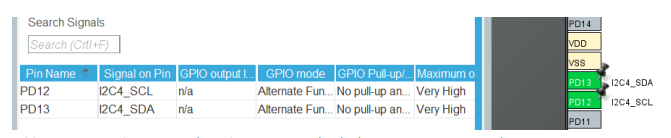 Search Signals
Search (Crtl+F)
Pin Name Signal on Pin GPIO output l... GPIO mode GPIO Pull-up/... Maximum o
PD12 I2C4_SCL n/a Alternate Fun... No pull-up an... Very High
PD13 I2C4_SDA n/a Alternate Fun... No pull-up an... Very High
PD14
VDD
VSS
PD13 I2C4_SDA
PD12 I2C4_SCL
PD11